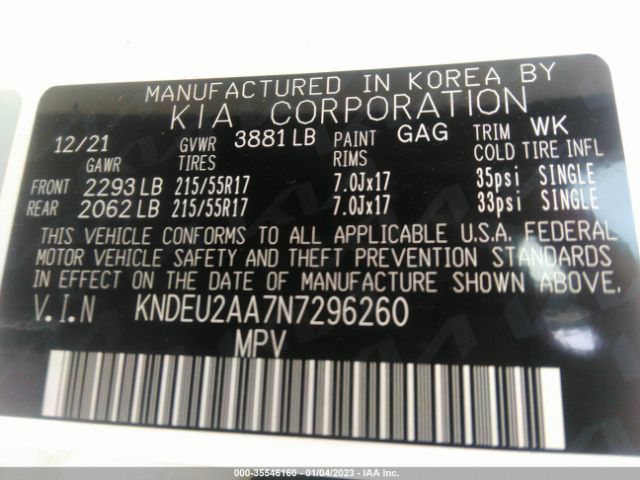 MANUFACTURED IN KOREA BY
KIA CORPORATION
12/21 GVWR 3881 LB PAINT GAG TRIM WK
GAWR TIRES RIMS COLD TIRE INFL
FRONT 2293 LB 215/55R17 7.0Jx17 35psi SINGLE
REAR 2062 LB 215/55R17 7.0Jx17 33psi SINGLE
THIS VEHICLE CONFORMS TO ALL APPLICABLE U.S.A. FEDERAL
MOTOR VEHICLE SAFETY AND THEFT PREVENTION STANDARDS
IN EFFECT ON THE DATE OF MANUFACTURE SHOWN ABOVE.
V.I.N KNDEU2AA7N7296260
MPV
000-35546160 - 01/04/2023 - IAA Inc.